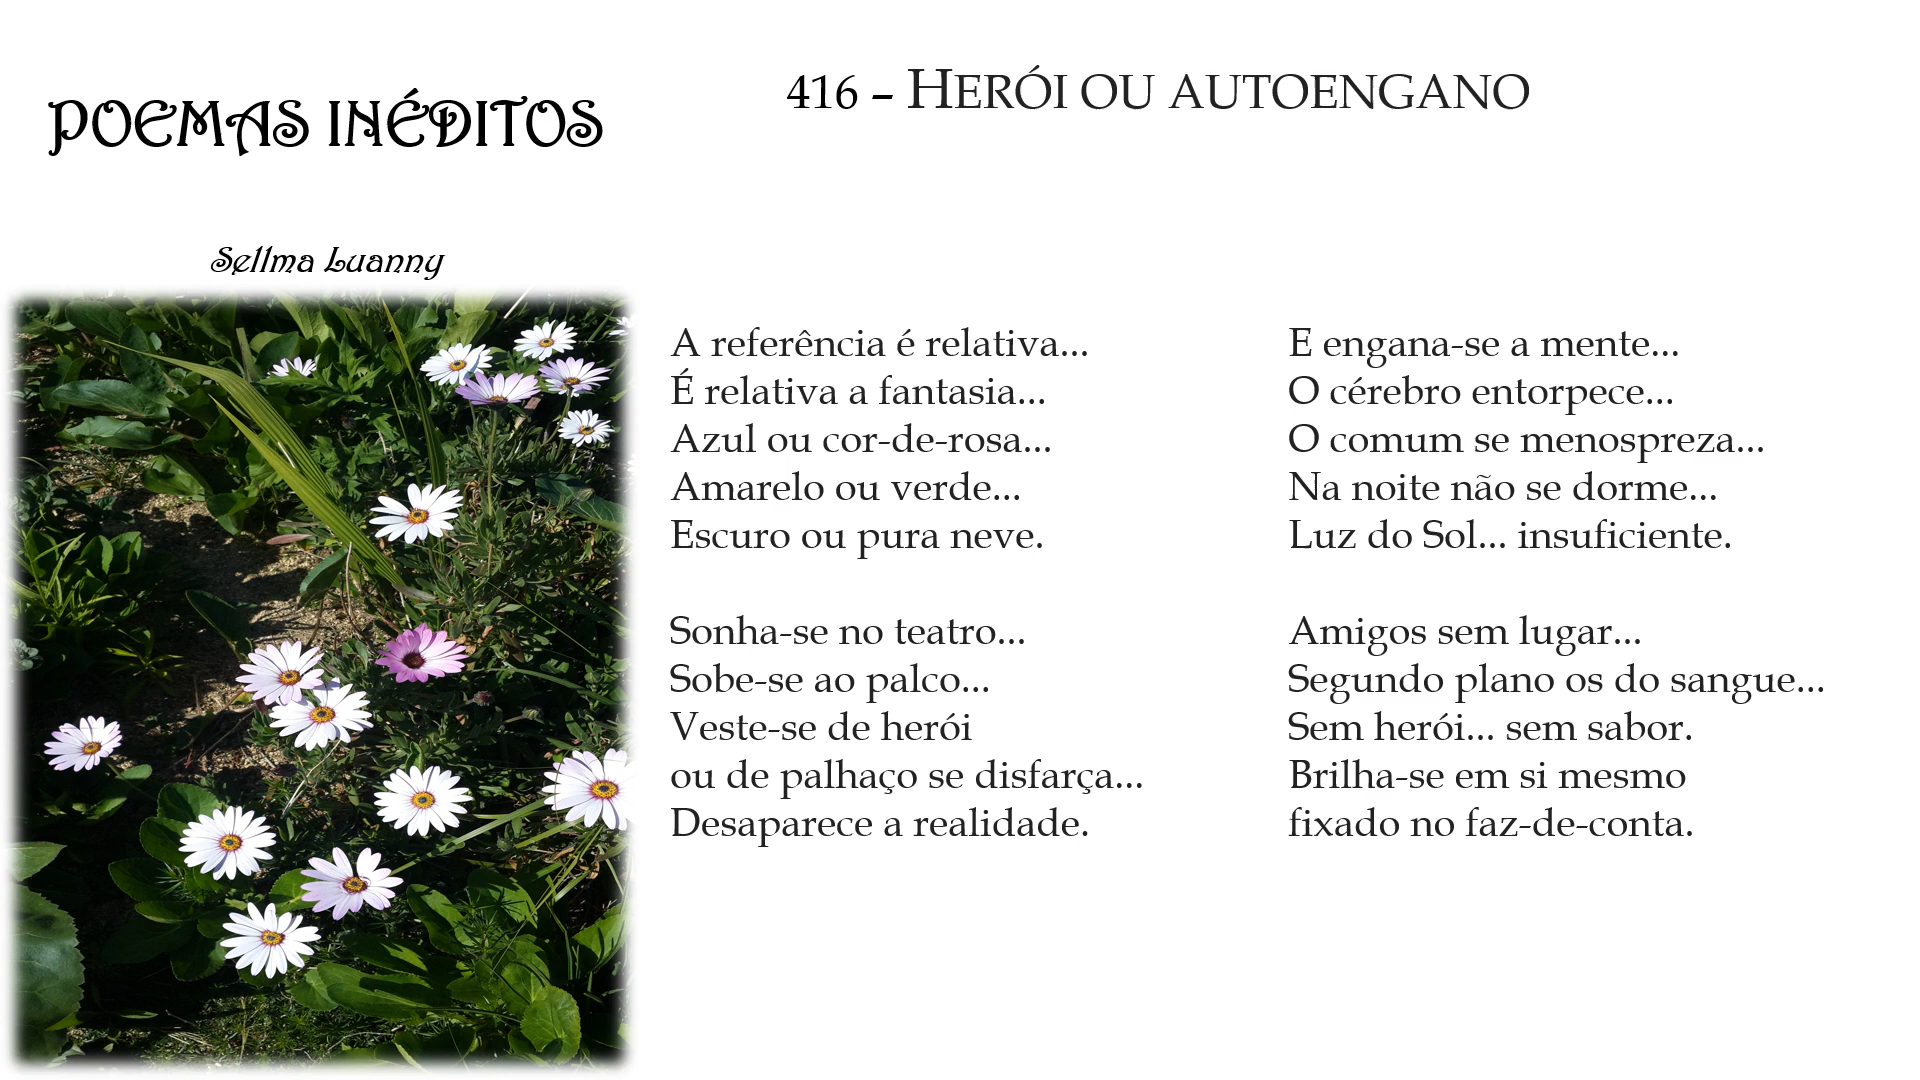 POEMAS INÉDITOS
Sellma Luanny
416 – HERÓI OU AUTOENGANO
A referência é relativa...
É relativa a fantasia...
Azul ou cor-de-rosa...
Amarelo ou verde...
Escuro ou pura neve.
Sonha-se no teatro...
Sobe-se ao palco...
Veste-se de herói
ou de palhaço se disfarça...
Desaparece a realidade.
E engana-se a mente...
O cérebro entorpece...
O comum se menospreza...
Na noite não se dorme...
Luz do Sol... insuficiente.
Amigos sem lugar...
Segundo plano os do sangue...
Sem herói... sem sabor.
Brilha-se em si mesmo
fixado no faz-de-conta.